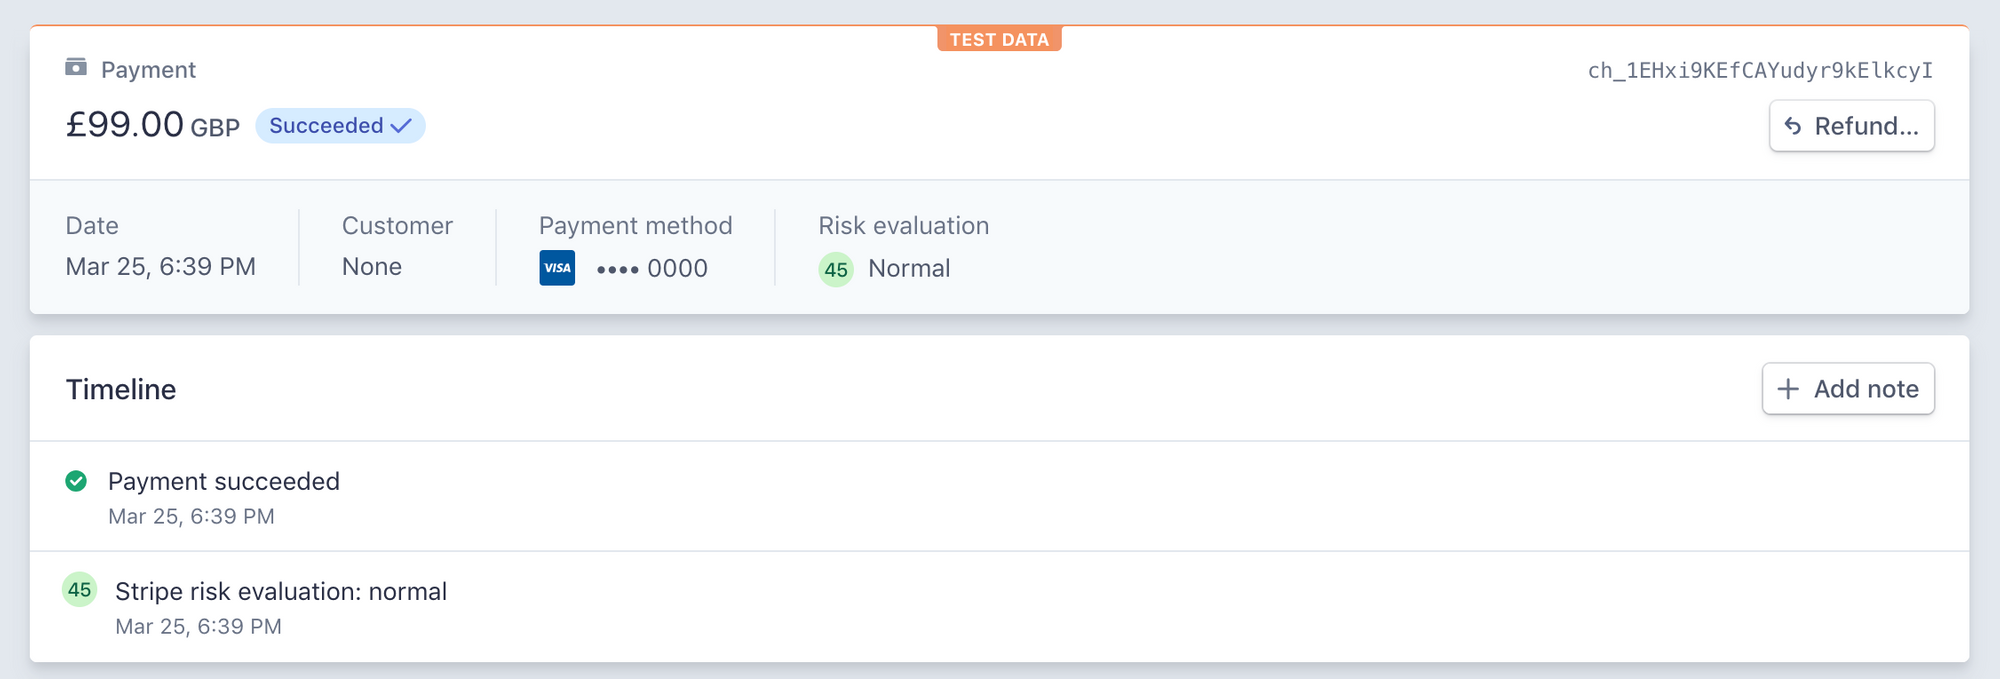 TEST DATA
Payment
ch_1EHxi9KEfCAYudyr9kElkcyI
£99.00 GBP Succeeded
Refund...
Date
Customer
Payment method
Risk evaluation
Mar 25, 6:39 PM
None
VISA •••• 0000
45 Normal
Timeline
Add note
Payment succeeded
Mar 25, 6:39 PM
45 Stripe risk evaluation: normal
Mar 25, 6:39 PM